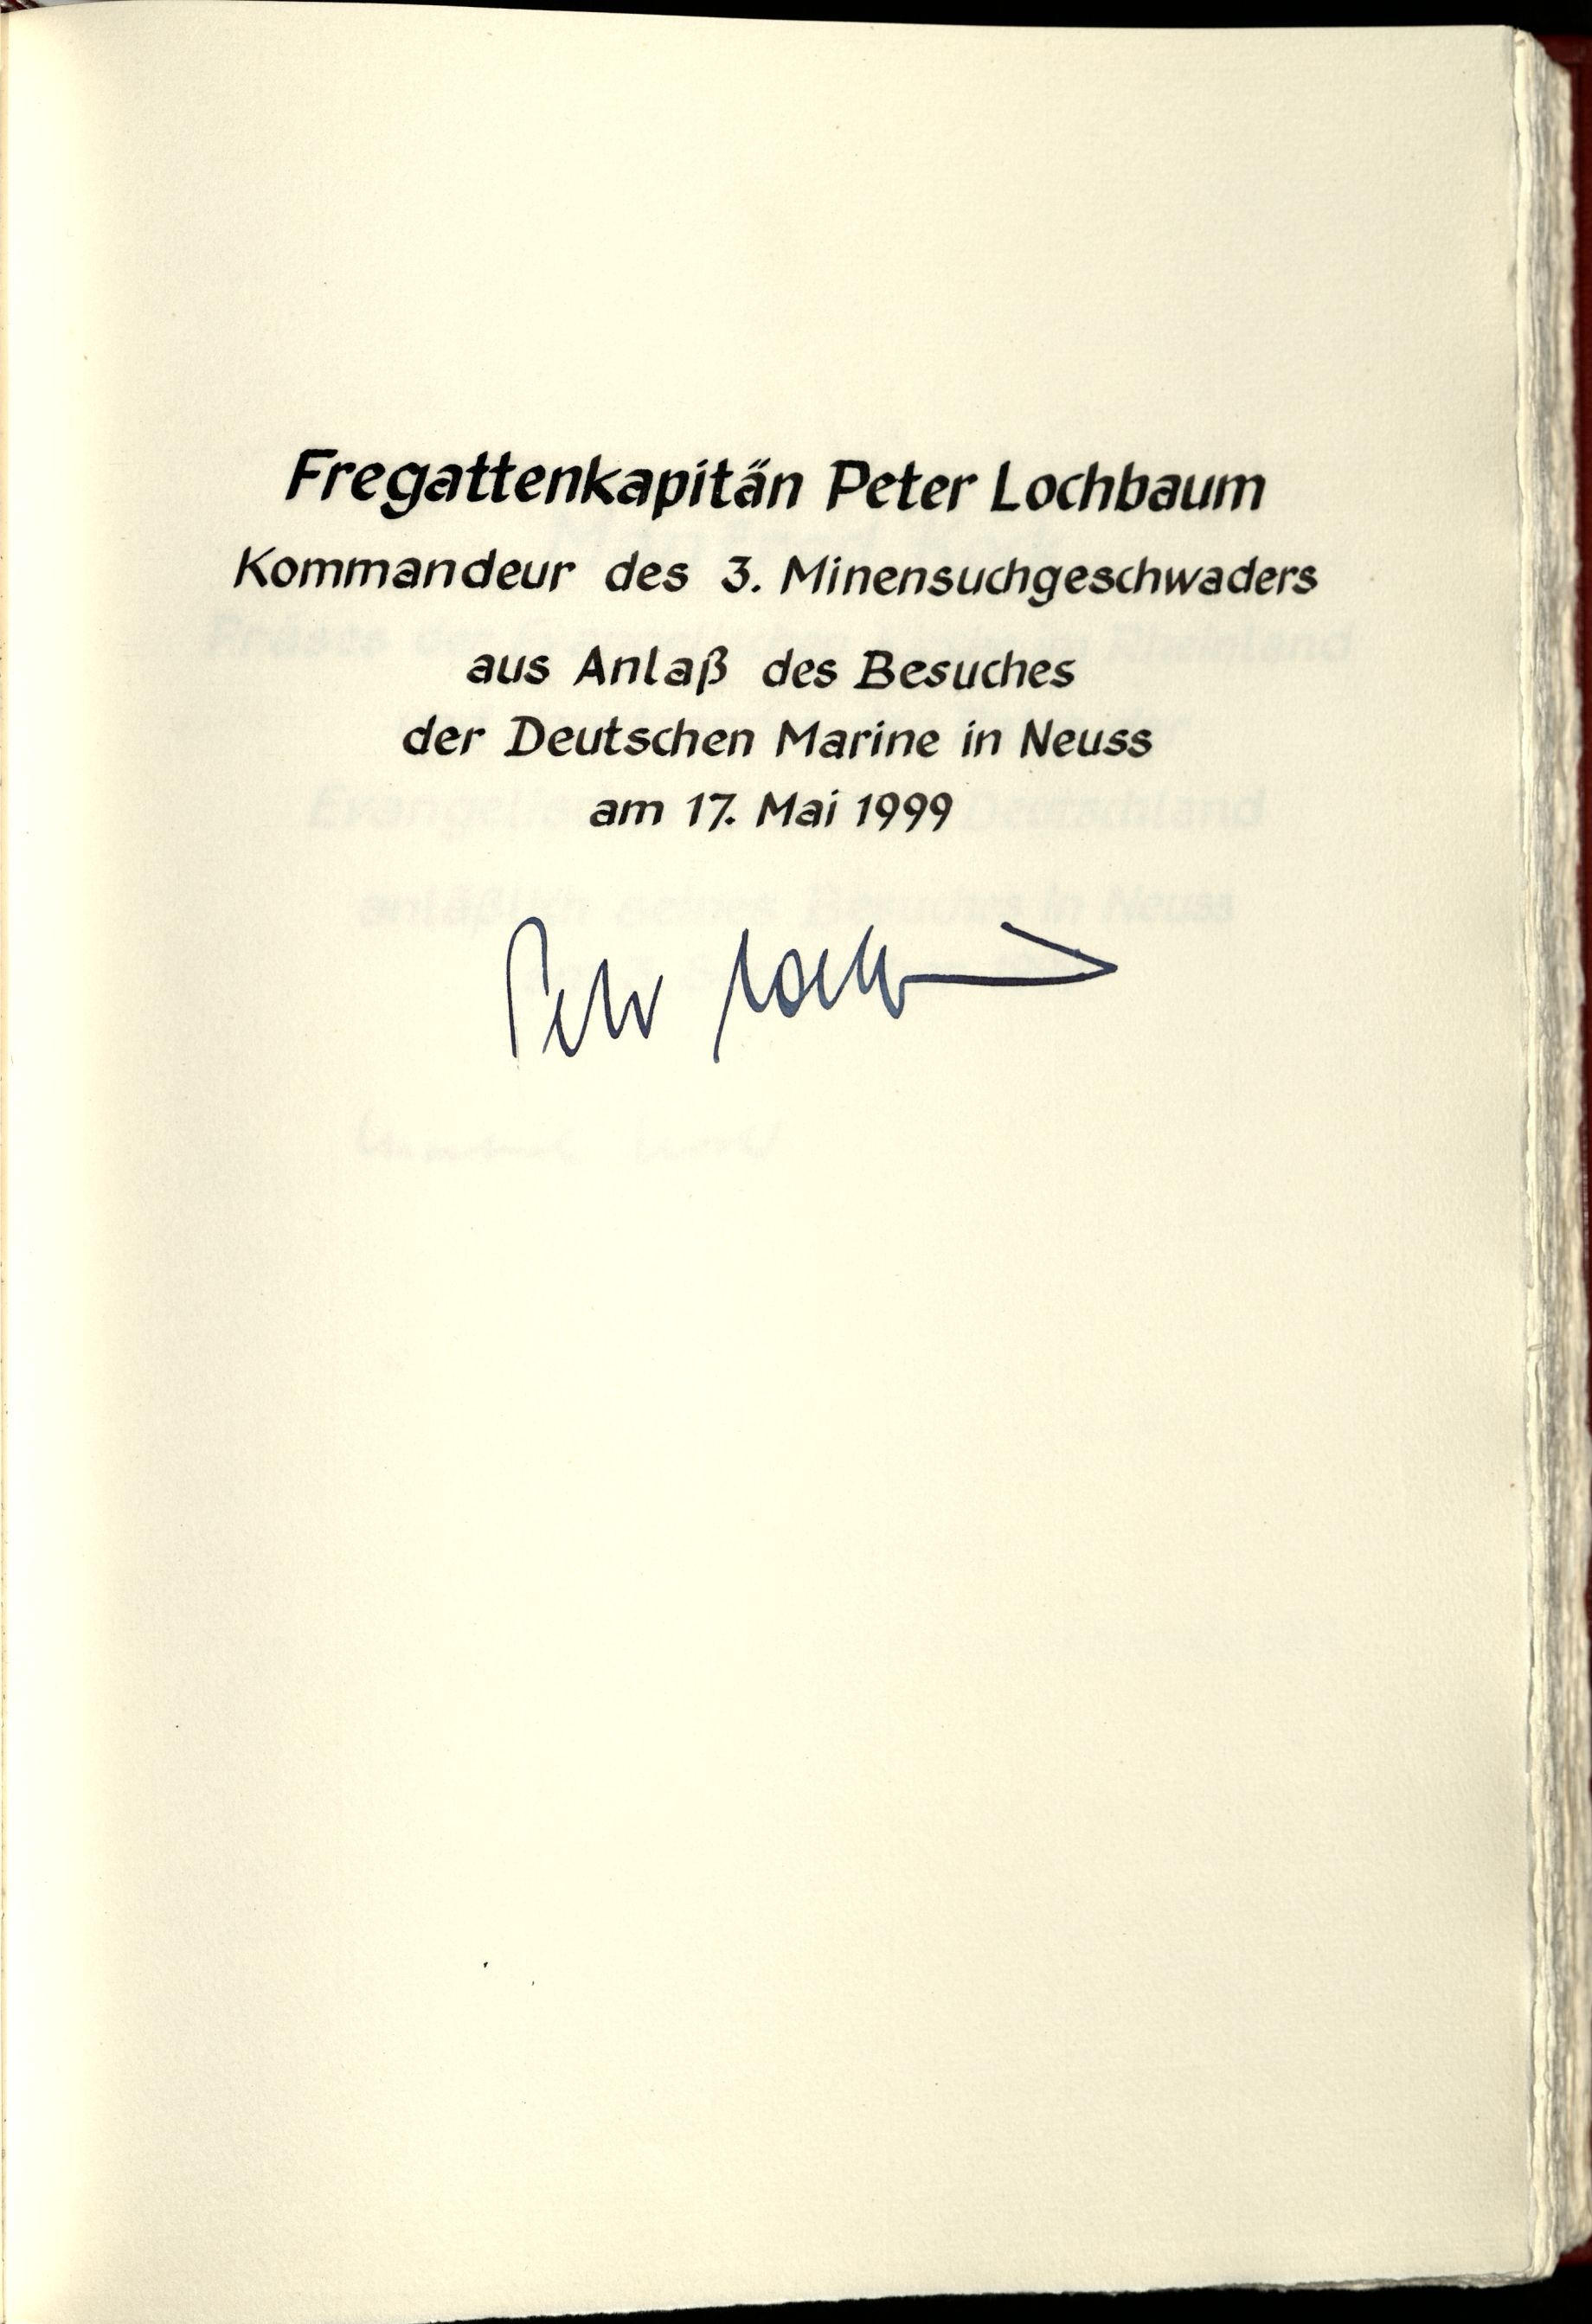 Fregattenkapitän Peter Lochbaum
Kommandeur des 3. Minensuchgeschwaders
aus Anlaß des Besuches
der Deutschen Marine in Neuss
am 17. Mai 1999
Peter